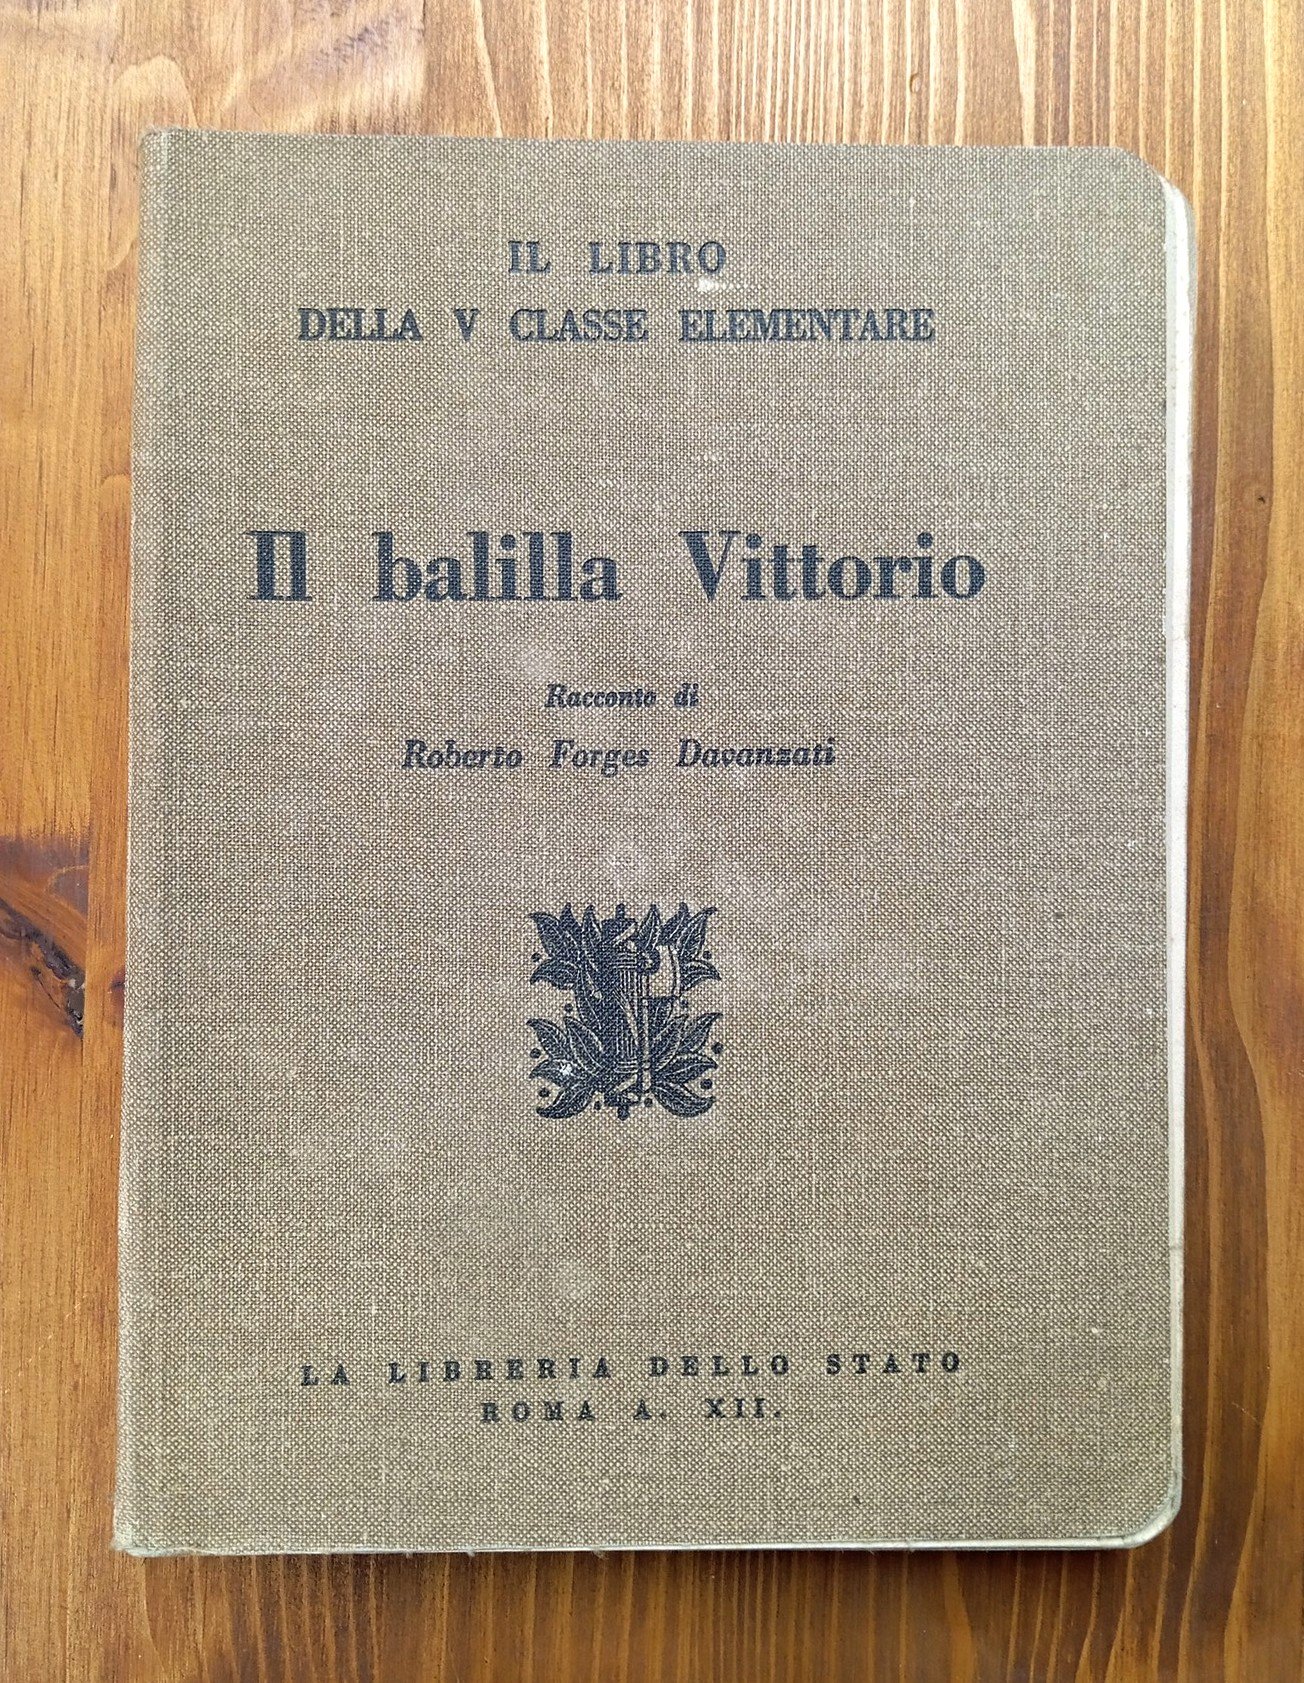 IL LIBRO
DELLA V CLASSE ELEMENTARE
Il balilla Vittorio
Racconto di
Roberto Forges Davanzati
LA LIBRERIA DELLO STATO
ROMA A. XII.